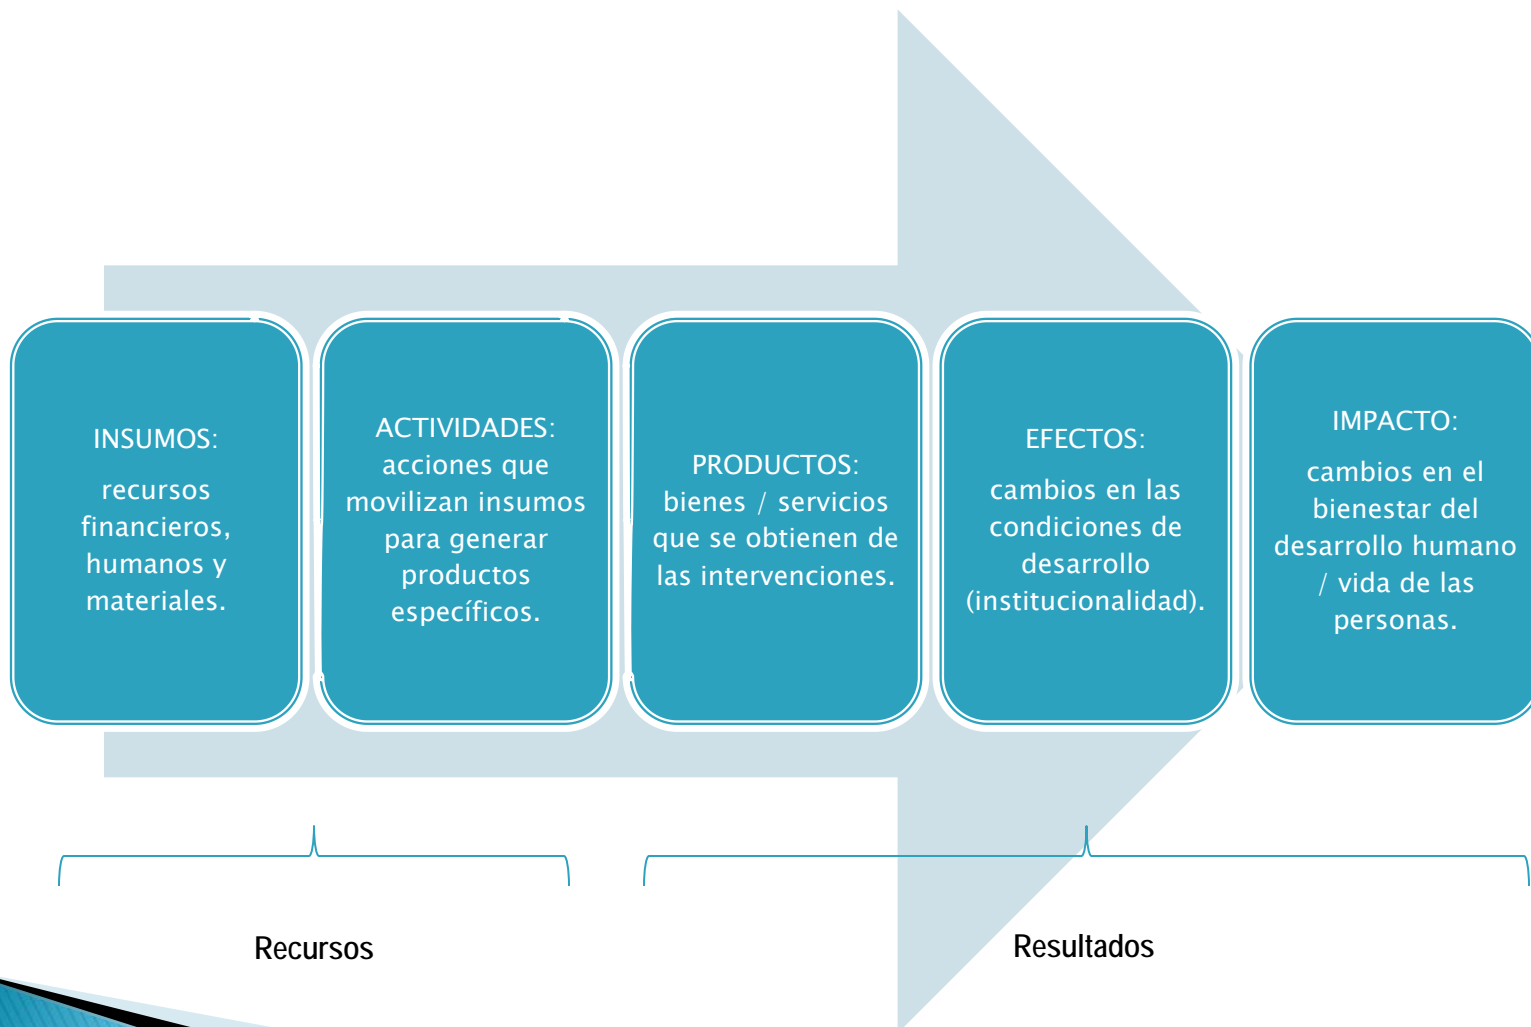 INSUMOS:
recursos
financieros,
humanos y
materiales.
ACTIVIDADES:
acciones que
movilizan insumos
para generar
productos
específicos.
PRODUCTOS:
bienes / servicios
que se obtienen de
las intervenciones.
EFECTOS:
cambios en las
condiciones de
desarrollo
(institucionalidad).
IMPACTO:
cambios en el
bienestar del
desarrollo humano
/ vida de las
personas.
Recursos
Resultados